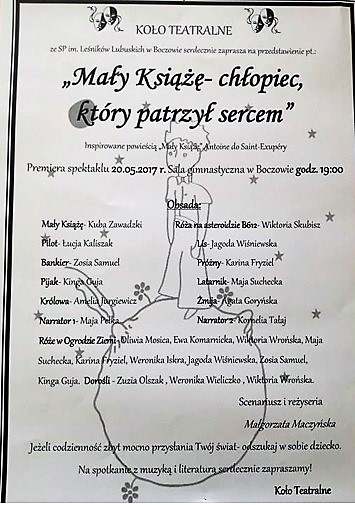 KOŁO TEATRALNE
ze SP im. Leśników Lubuskich w Boczowie serdecznie zaprasza na przedstawienie pt.:
„Mały Książę- chłopiec,
który patrzył sercem”
Inspirowane powieścią „Mały Książę” Antoine do Saint-Exupéry
Premiera spektaklu 20.05.2017 r. Sala gimnastyczna w Boczowie godz. 19:00
Obsada:
Mały Książę- Kuba Zawadzki Róża na asteroidzie B612- Wiktoria Skubisz
Pilot- Łucja Kaliszak Lis- Jagoda Wiśniewska
Bankier- Zosia Samuel Próżny- Karina Fryziel
Pijak- Kinga Guja Latarnik- Maja Suchecka
Królowa- Amelia Jurgiewicz Żmija- Agata Goryńska
Narrator 1- Maja Pełka Narrator 2- Kornelia Tałaj
Róże w Ogrodzie Ziemi- Oliwia Mosica, Ewa Komarnicka, Wiktoria Wrońska, Maja
Suchecka, Karina Fryziel, Weronika Iskra, Jagoda Wiśniewska, Zosia Samuel,
Kinga Guja. Dorośli - Zuzia Olszak , Weronika Wieliczko , Wiktoria Wrońska.
Scenariusz i reżyseria
Małgorzata Maczyńska
Jeżeli codzienność zbyt mocno przysłania Twój świat- odszukaj w sobie dziecko.
Na spotkanie z muzyką i literaturą serdecznie zapraszamy!
Koło Teatralne